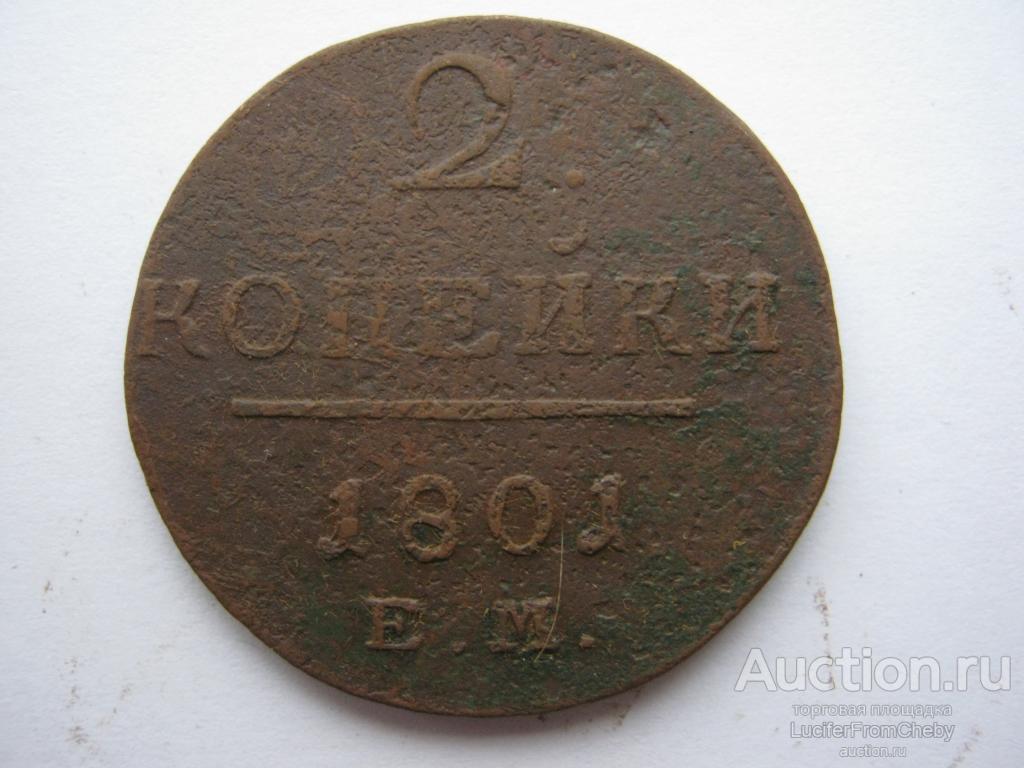 2.
КОПЕЙКИ
1801
Е.М.
Auction.ru
торговая площадка
LuciferFromCheby
auction.ru